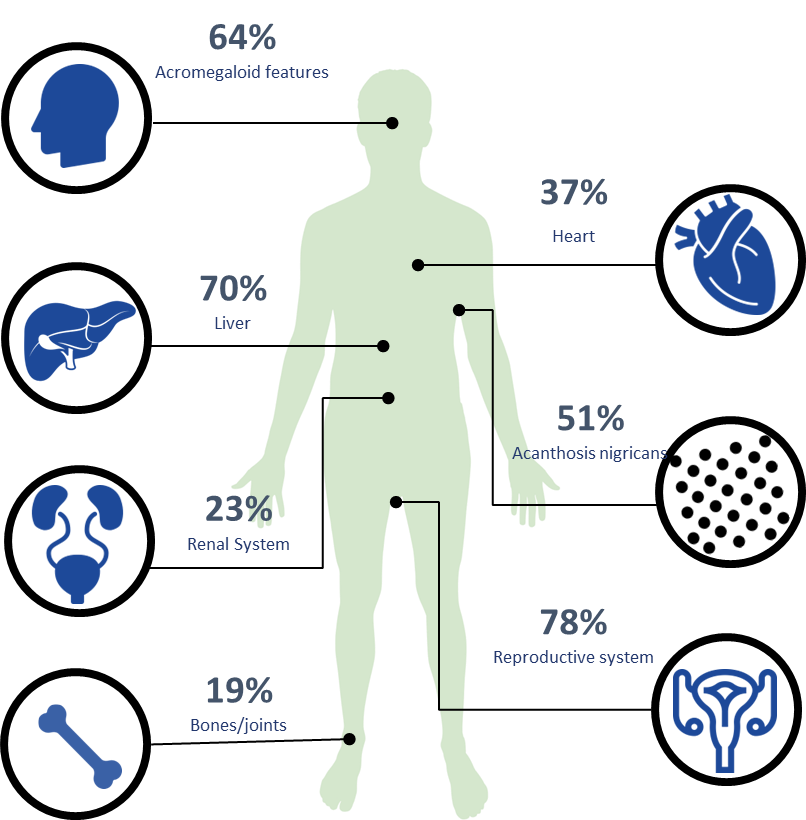 64%
Acromegaloid features
37%
Heart
70%
Liver
51%
Acanthosis nigricans
23%
Renal System
78%
Reproductive system
19%
Bones/joints